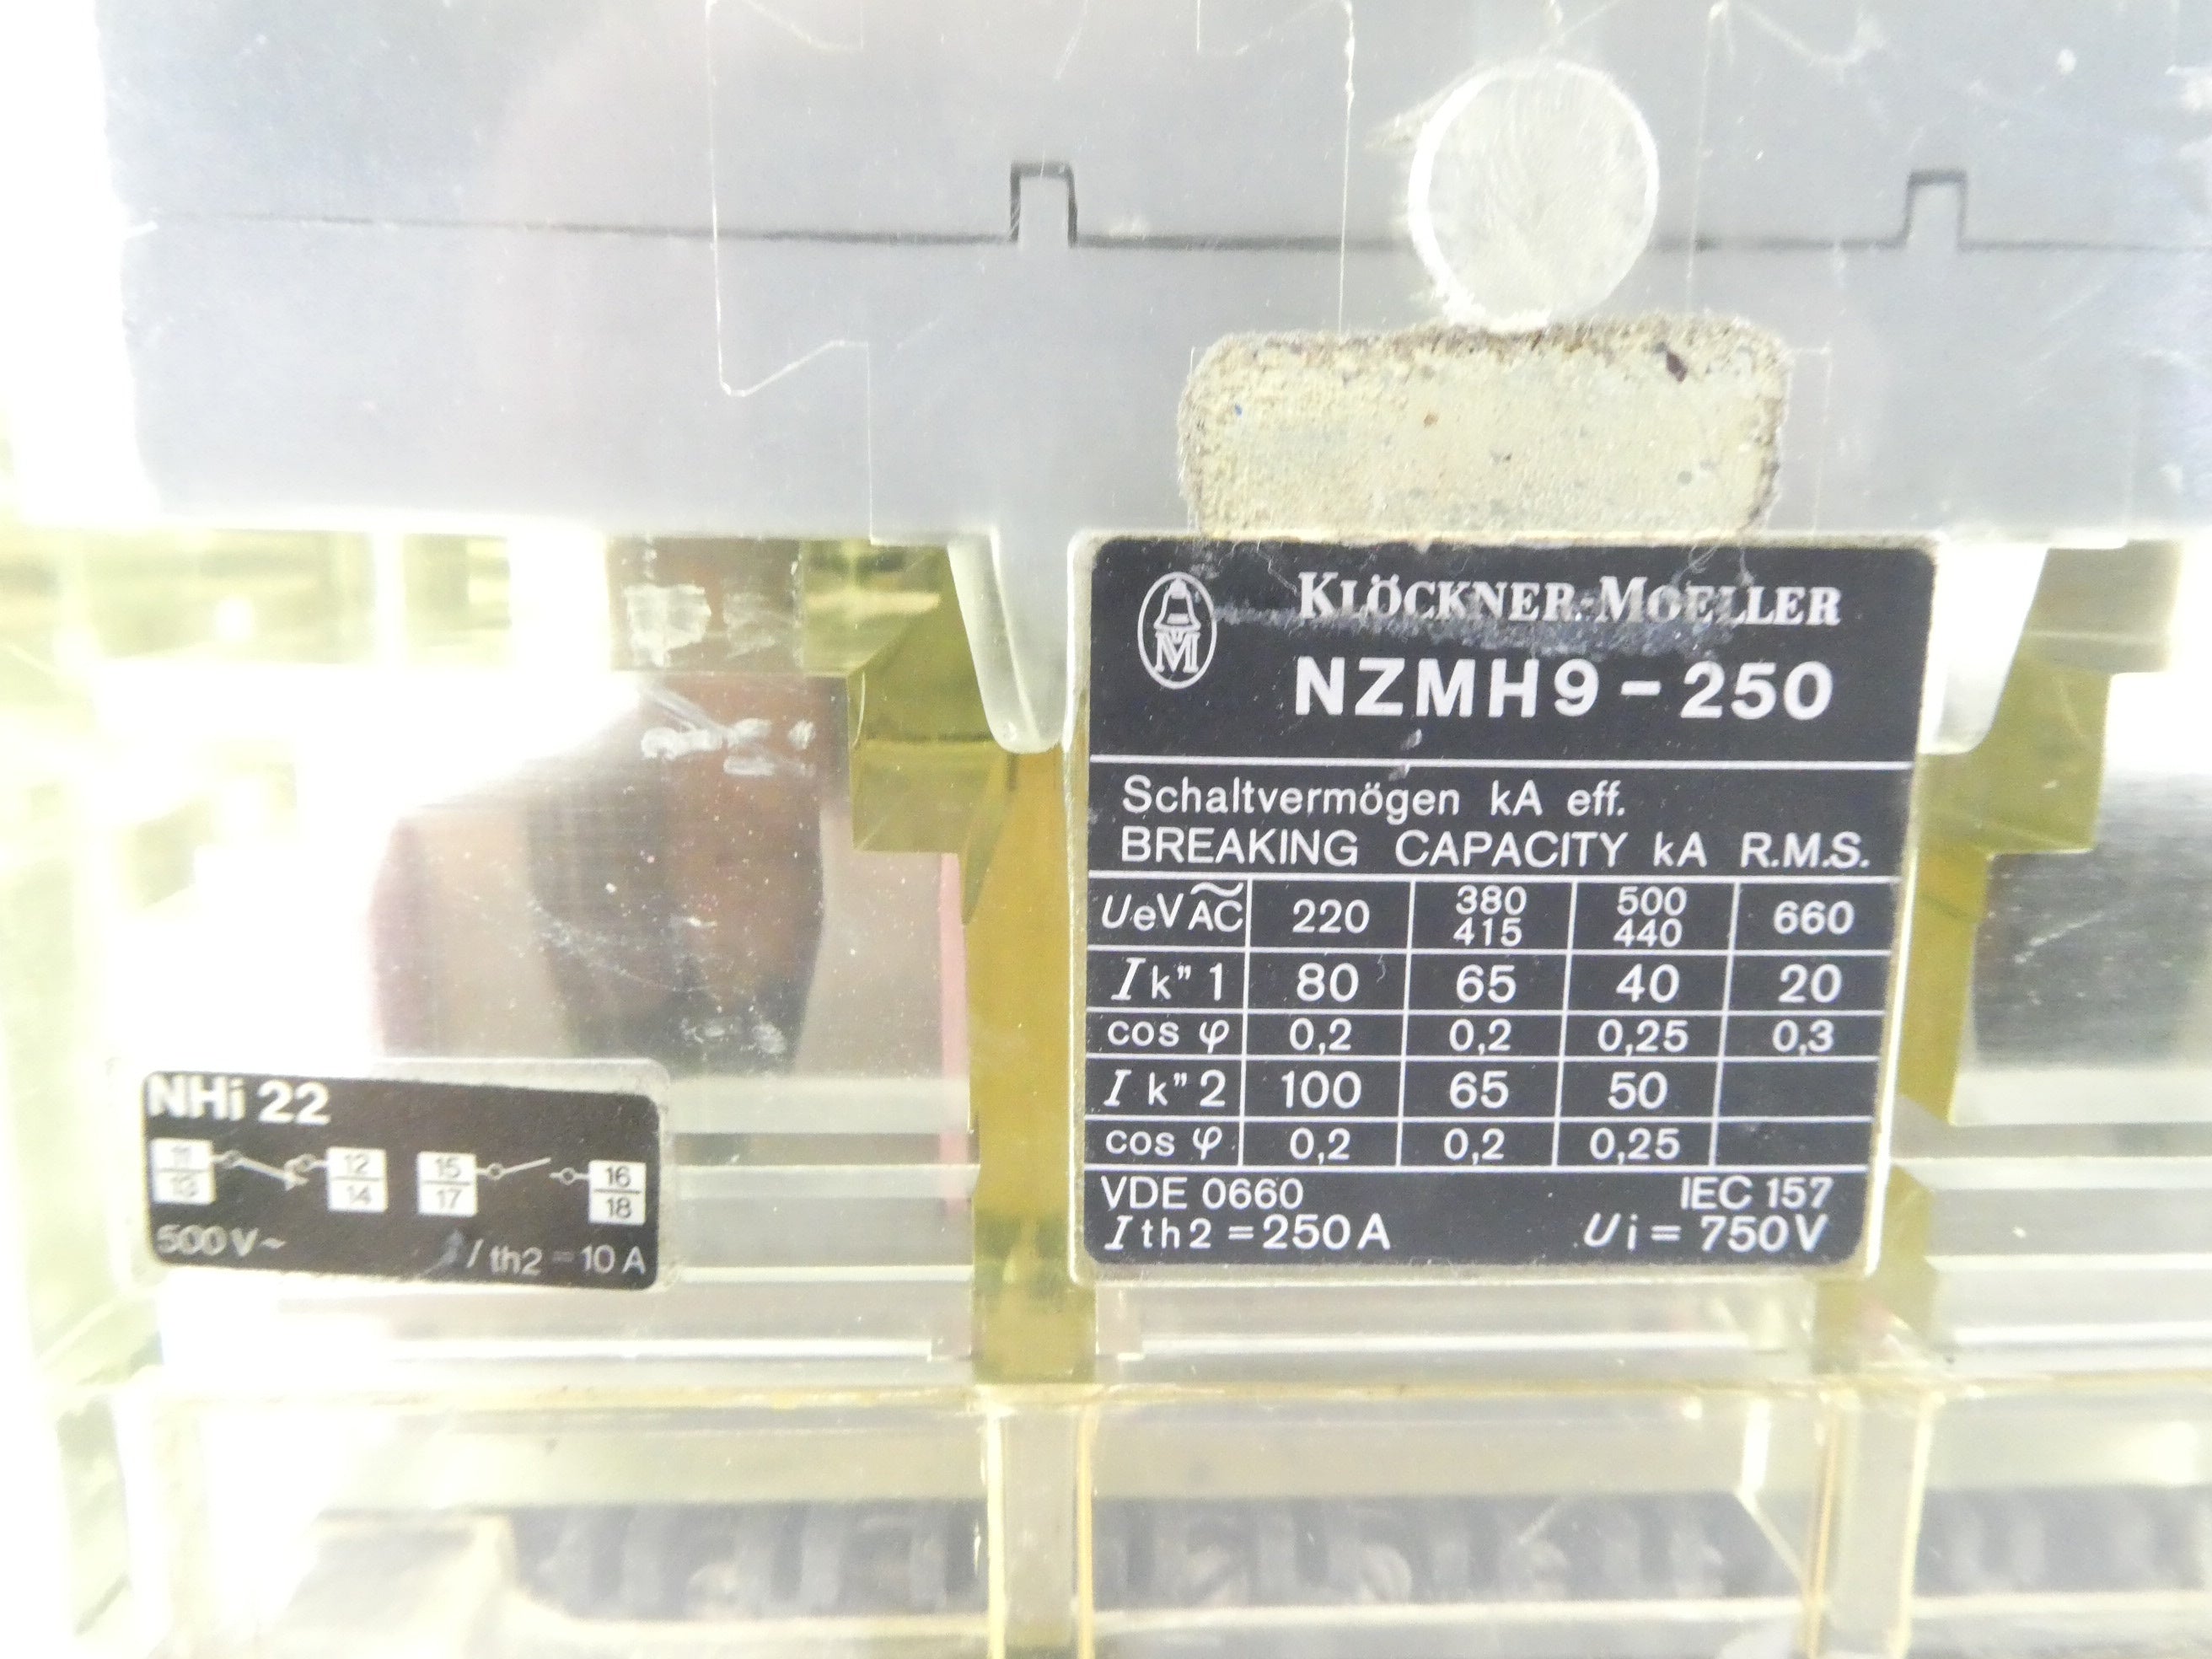 KLÖCKNER-MOELLER
M
NZMH9-250
Schaltvermögen kA eff.
BREAKING CAPACITY kA R.M.S.
UeV AC 220 380 415 500 440 660
Ik" 1 80 65 40 20
cos φ 0,2 0,2 0,25 0,3
Ik" 2 100 65 50
cos φ 0,2 0,2 0,25
VDE 0660 IEC 157
Ith2 = 250A Ui = 750V
NHi 22
11 12 15 16
13 14 17 18
500V~ Ith2 = 10 A